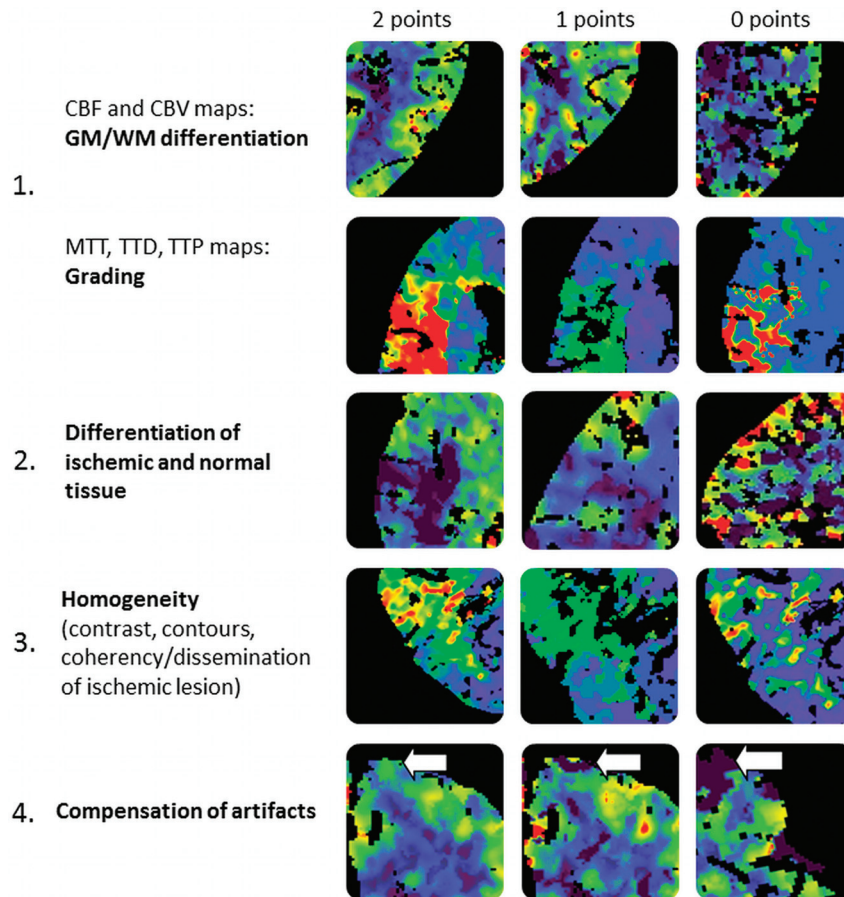 2 points 1 point 0 points
CBF and CBV maps:
GM/WM differentiation
1.
MTT, TTD, TTP maps:
Grading
2.
Differentiation of
ischemic and normal
tissue
3.
Homogeneity
(contrast, contours,
coherency/dissemination
of ischemic lesion)
4. Compensation of artifacts